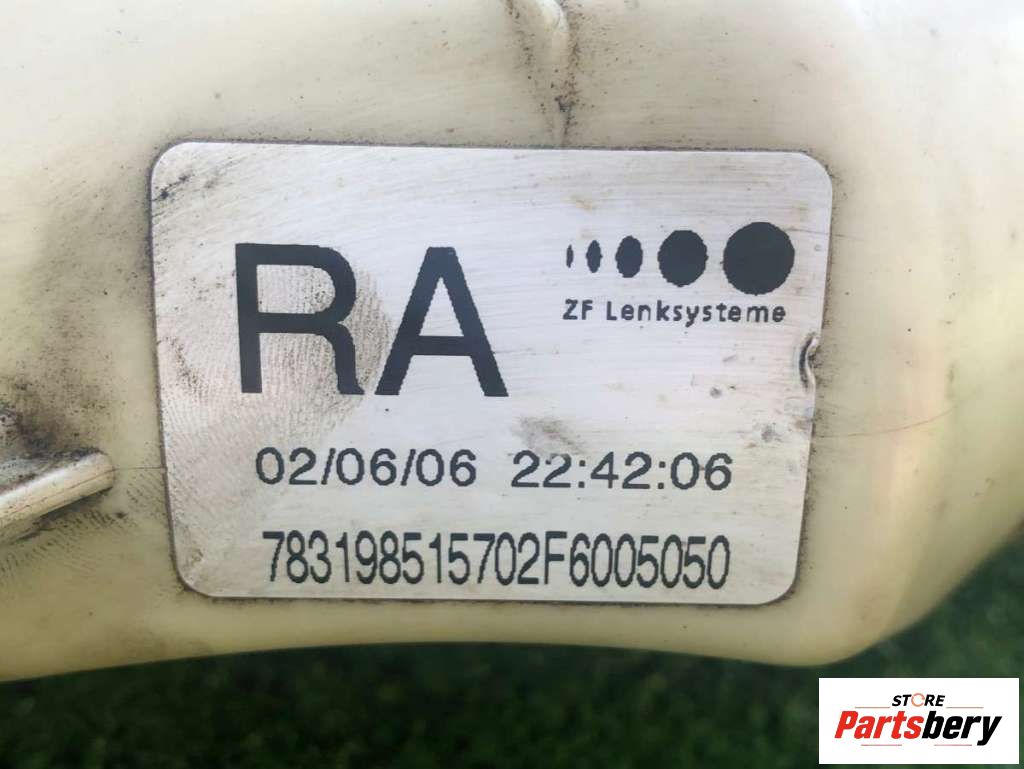 RA
ZF Lenksysteme
02/06/06 22:42:06
783198515702F6005050
STORE
Partsbery